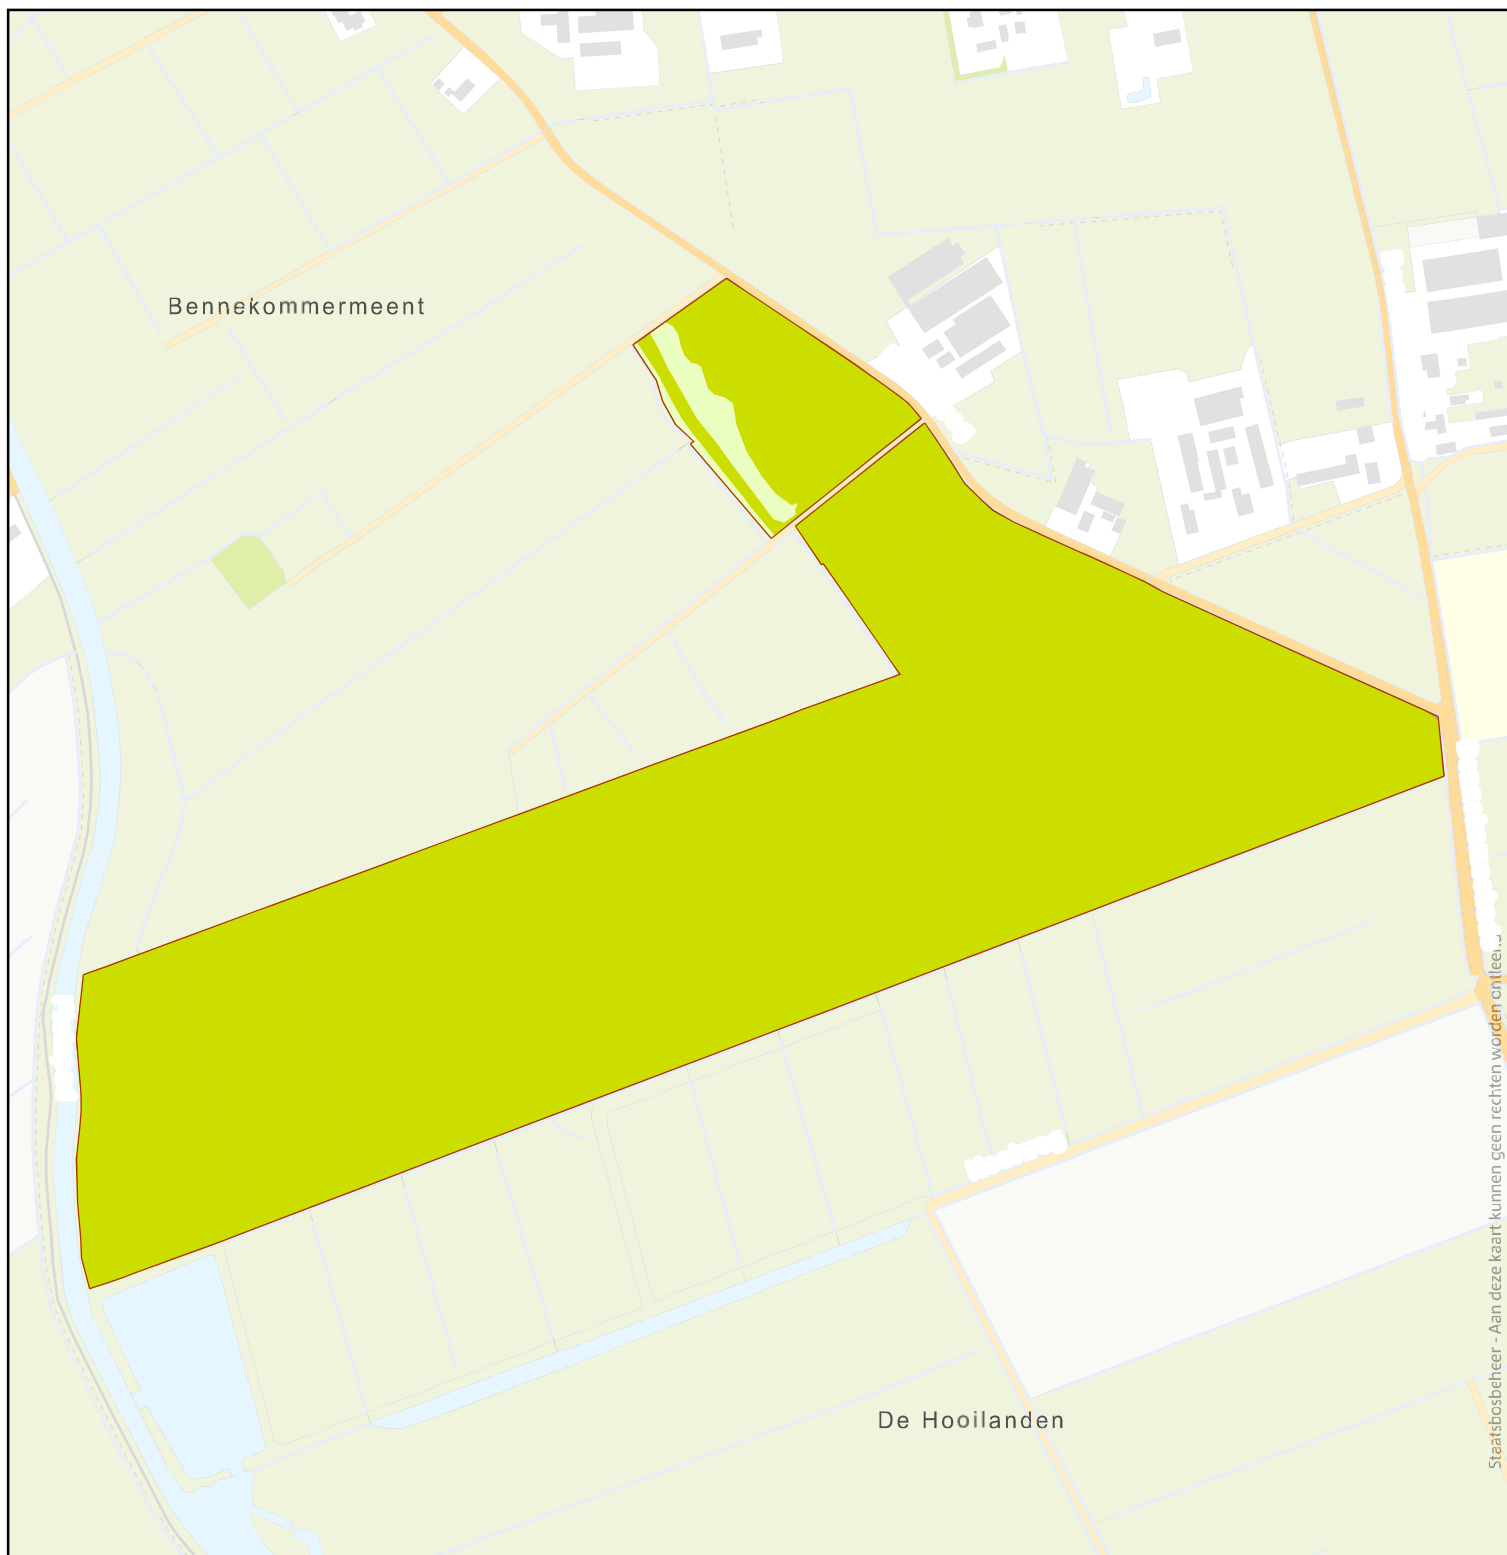 Bennekommermeent
De Hooilanden
Staatsbosbeheer - Aan deze kaart kunnen geen rechten worden ontleend